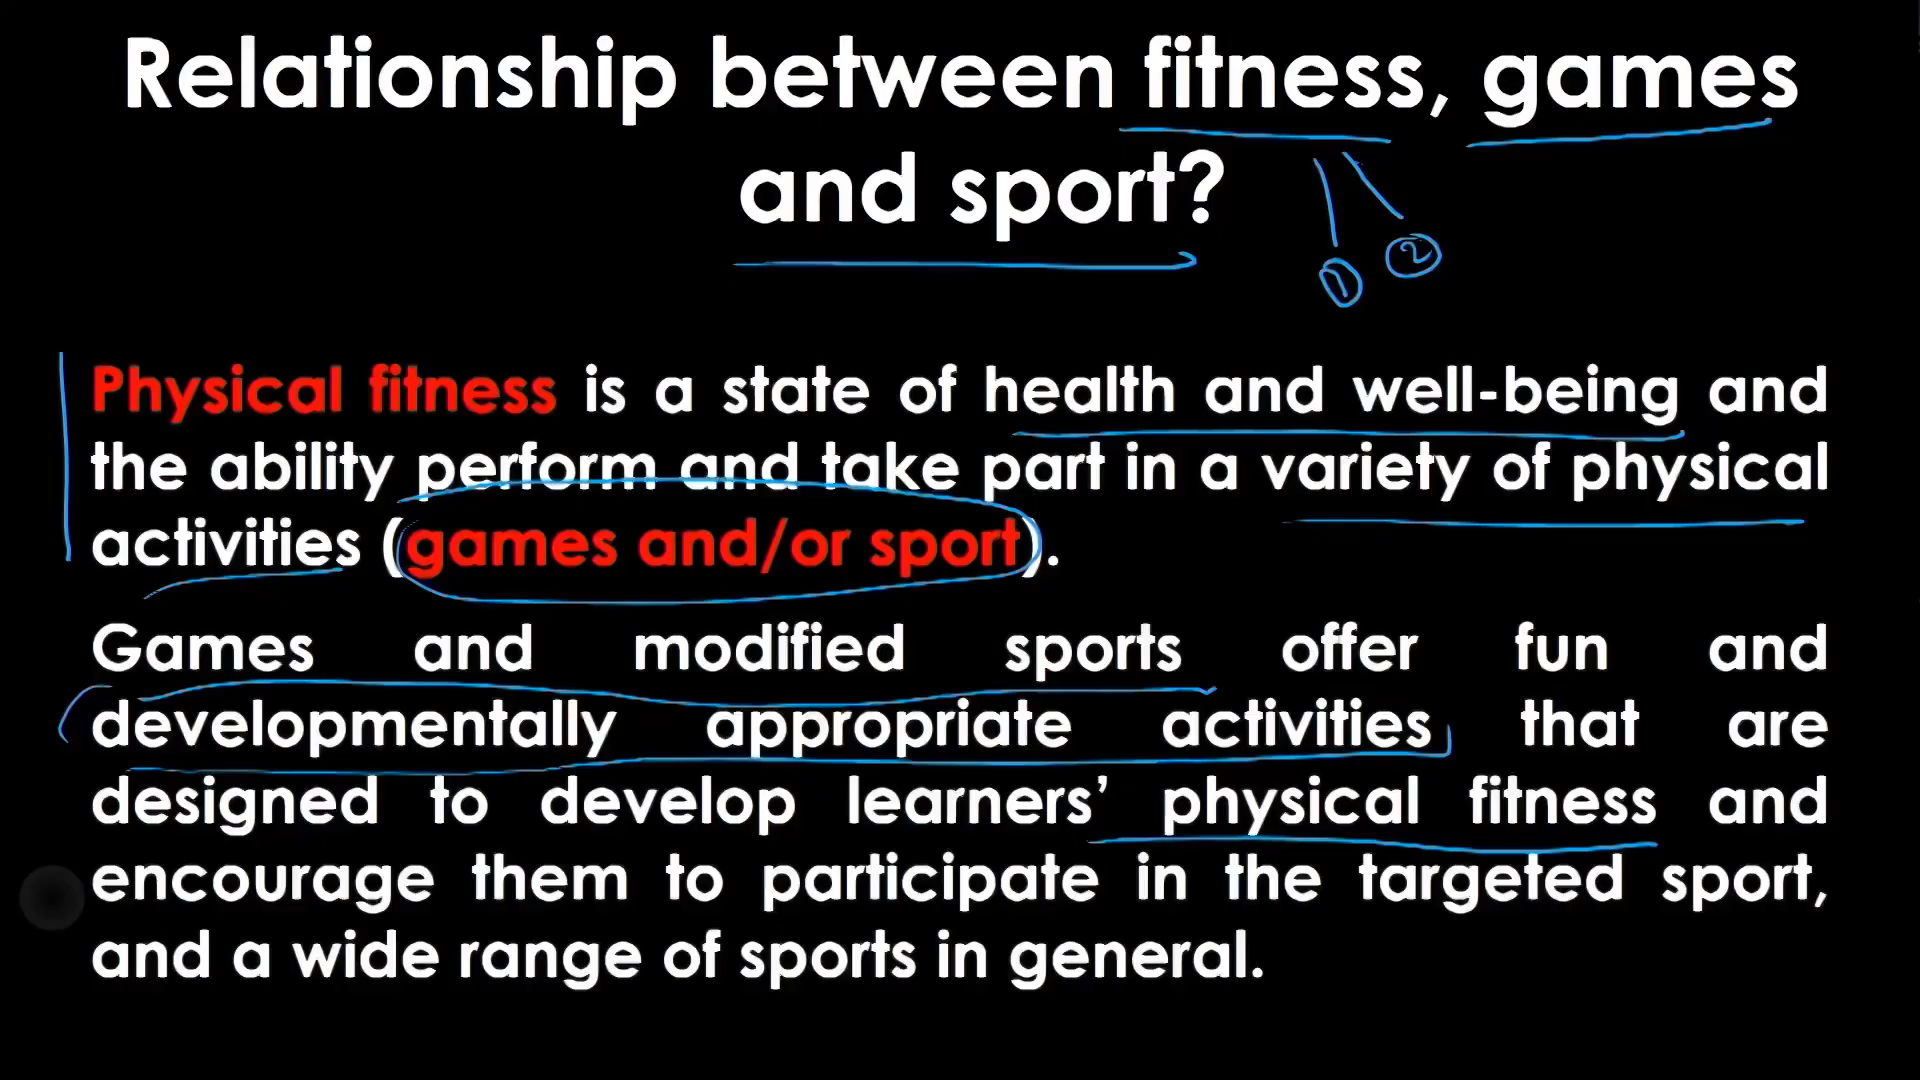 Relationship between fitness, games
and sport?
1
2
Physical fitness is a state of health and well-being and
the ability perform and take part in a variety of physical
activities (games and/or sport).
Games and modified sports offer fun and
developmentally appropriate activities that are
designed to develop learners’ physical fitness and
encourage them to participate in the targeted sport,
and a wide range of sports in general.